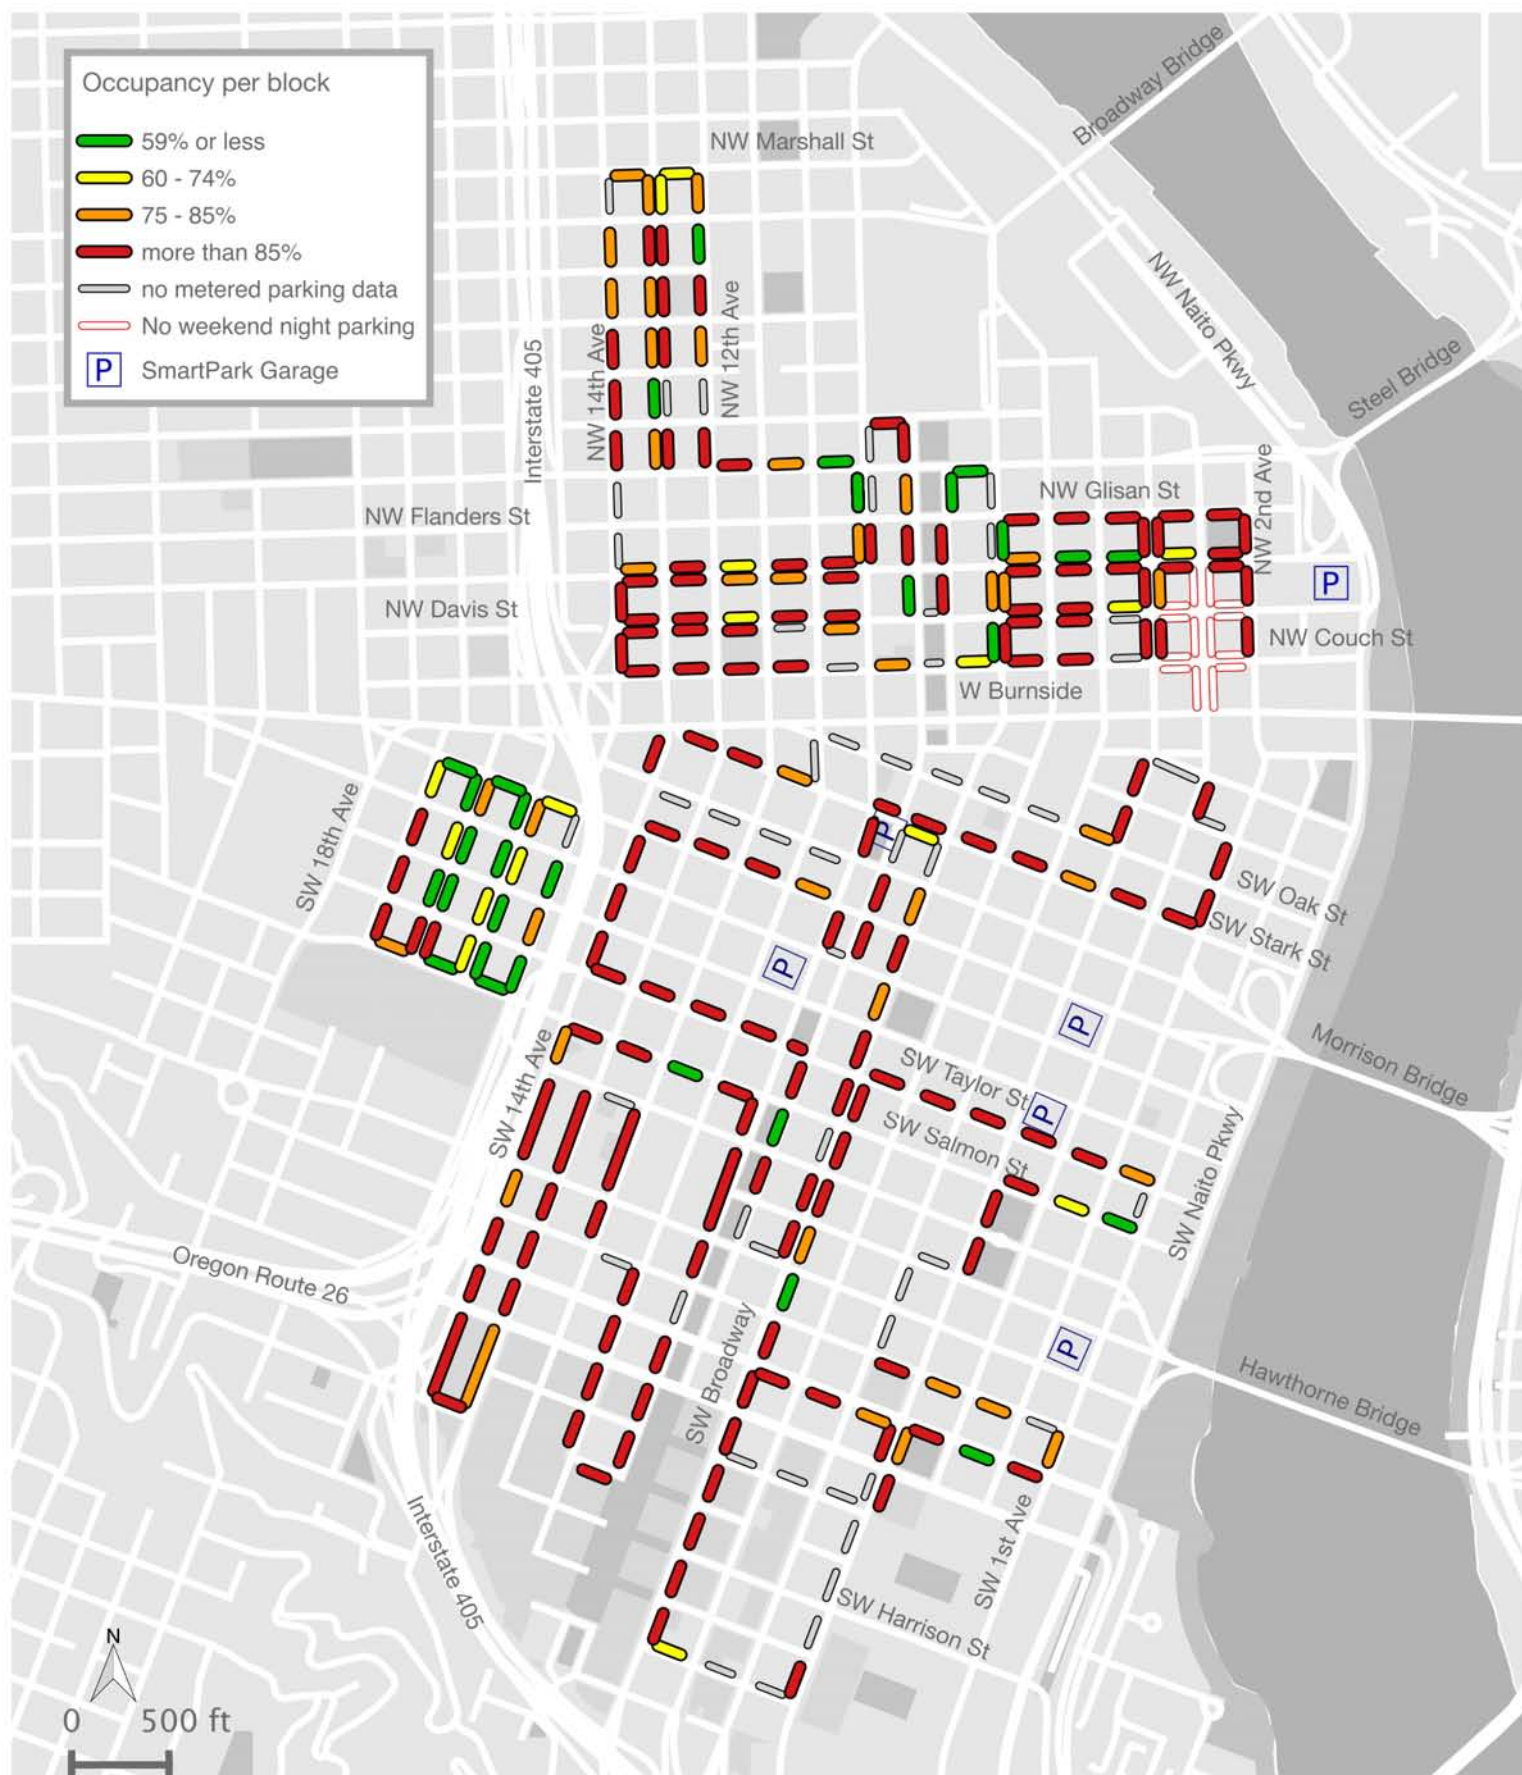 Occupancy per block
59% or less
60 - 74%
75 - 85%
more than 85%
no metered parking data
No weekend night parking
P SmartPark Garage
Broadway Bridge
NW Marshall St
NW Naito Pkwy
Steel Bridge
NW 12th Ave
NW 14th Ave
Interstate 405
NW 2nd Ave
NW Glisan St
NW Flanders St
P
NW Davis St
NW Couch St
W Burnside
SW 18th Ave
P
SW Oak St
SW Stark St
P
P
SW 14th Ave
Morrison Bridge
SW Taylor St
P
SW Salmon St
SW Naito Pkwy
Oregon Route 26
SW Broadway
P
Hawthorne Bridge
Interstate 405
SW 1st Ave
SW Harrison St
N
0 500 ft